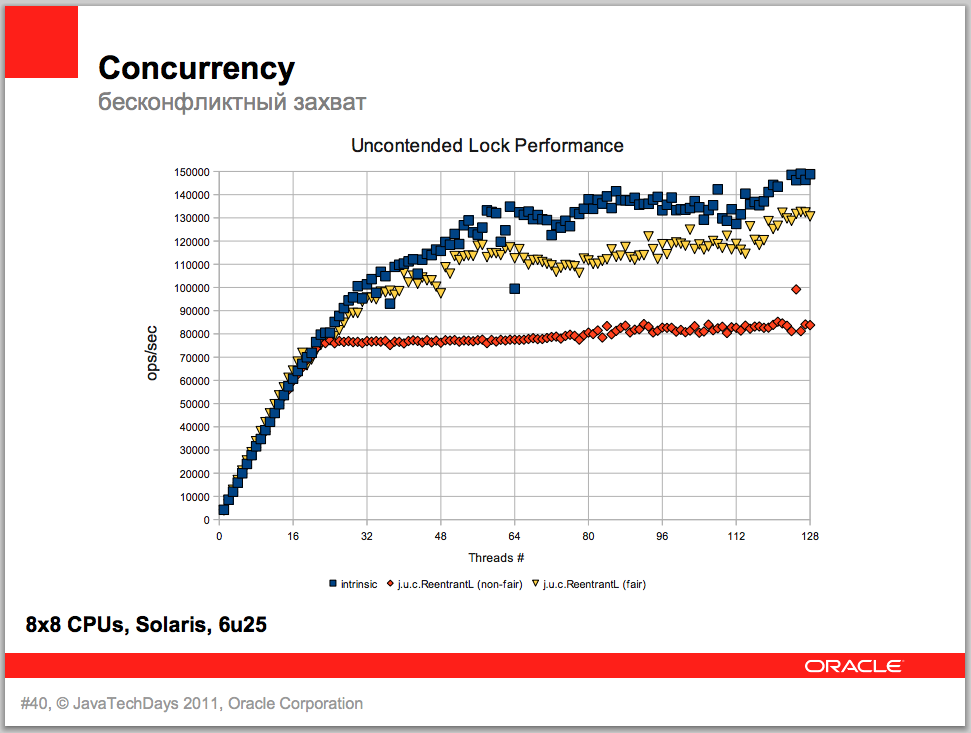 Concurrency
бесконфликтный захват
Uncontended Lock Performance
150000
140000
130000
120000
110000
100000
90000
80000
70000
60000
50000
40000
30000
20000
10000
0
ops/sec
0 16 32 48 64 80 96 112 128
Threads #
intrinsic j.u.c.ReentrantL (non-fair) j.u.c.ReentrantL (fair)
8x8 CPUs, Solaris, 6u25
ORACLE
#40, © JavaTechDays 2011, Oracle Corporation